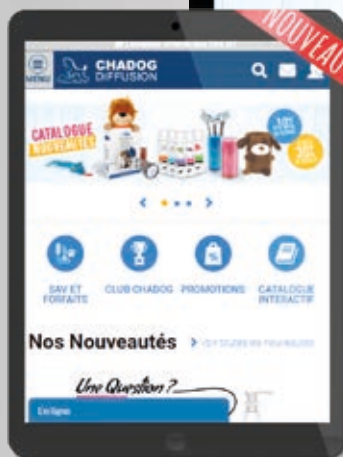 NOUVEAU
MENU
CHADOG
DIFFUSION
CATALOGUE
NOUVEAUTÉS
SAV ET
FORFAITS
CLUB CHADOG
PROMOTIONS
CATALOGUE
INTERACTIF
Nos Nouveautés
Une Question ?
En ligne